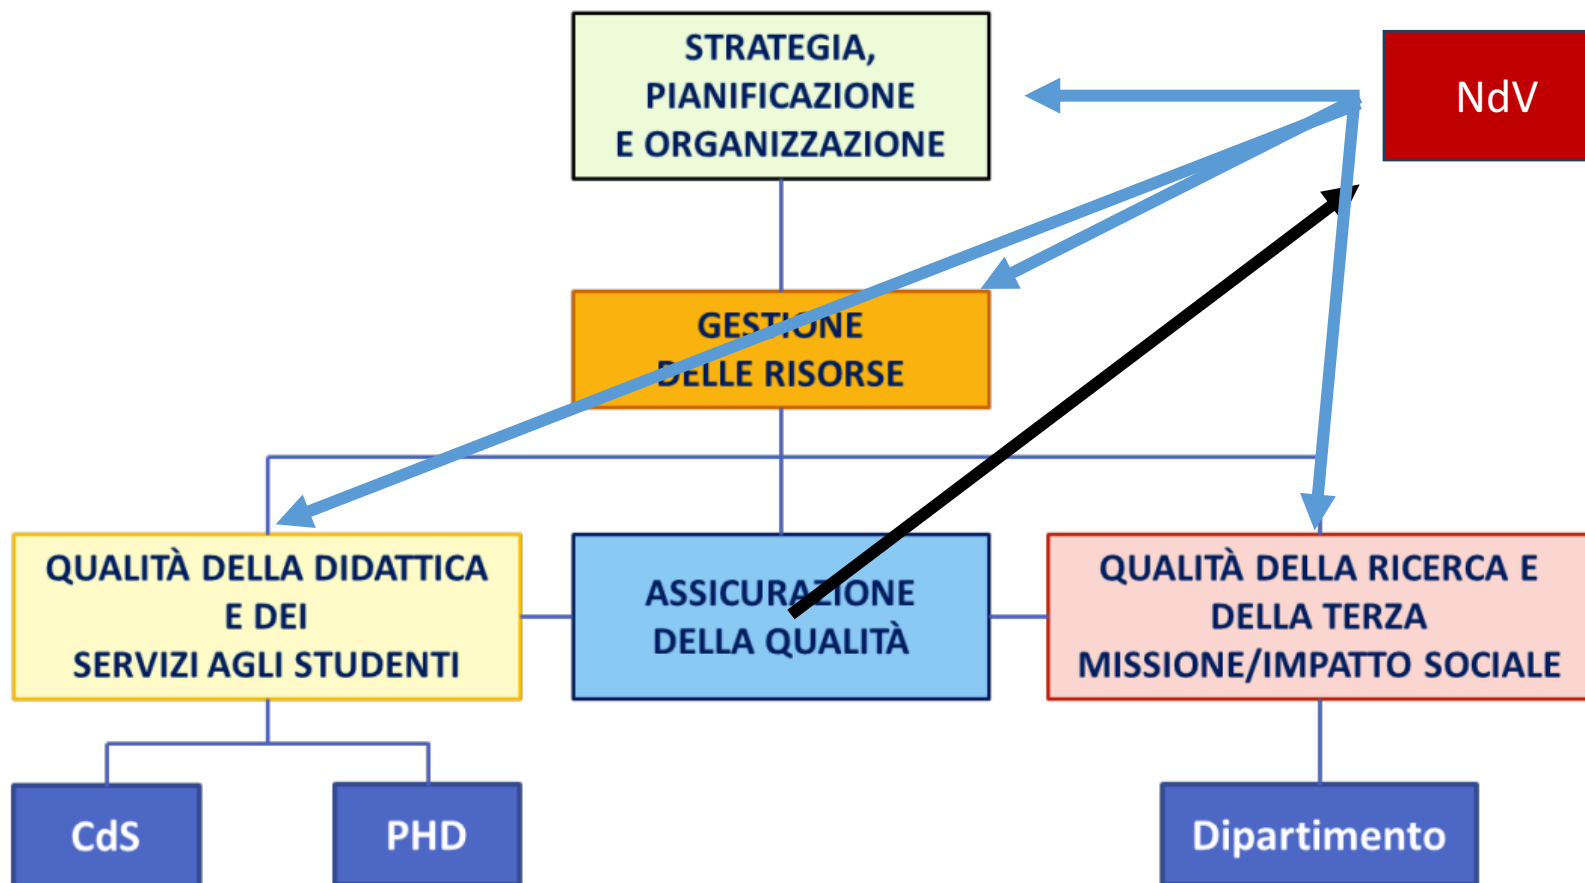 STRATEGIA,
PIANIFICAZIONE
E ORGANIZZAZIONE
NdV
GESTIONE
DELLE RISORSE
QUALITÀ DELLA DIDATTICA
E DEI
SERVIZI AGLI STUDENTI
ASSICURAZIONE
DELLA QUALITÀ
QUALITÀ DELLA RICERCA E
DELLA TERZA
MISSIONE/IMPATTO SOCIALE
CdS
PHD
Dipartimento